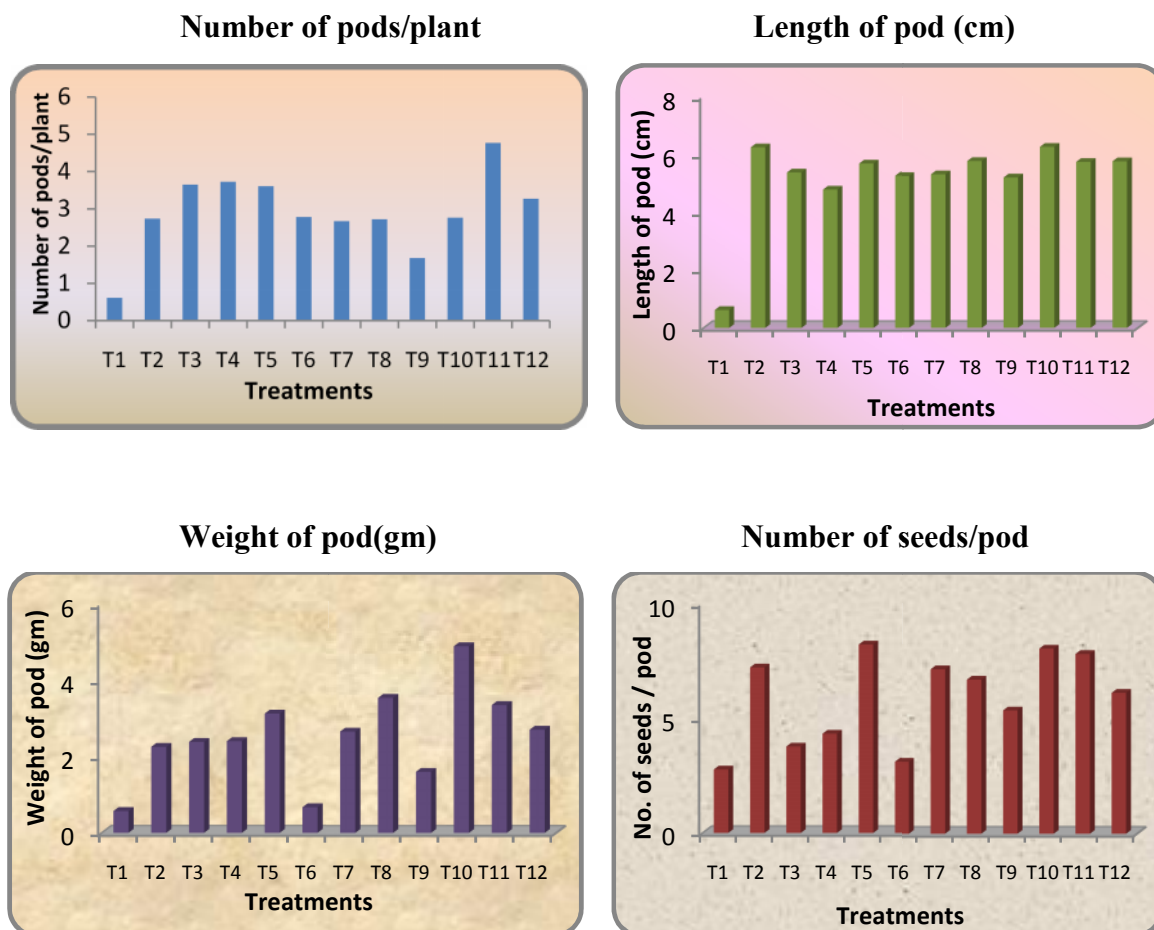 Number of pods/plant
Length of pod (cm)
Number of pods/plant
6
5
4
3
2
1
0
T1 T2 T3 T4 T5 T6 T7 T8 T9 T10 T11 T12
Treatments
Length of pod (cm)
8
6
4
2
0
T1 T2 T3 T4 T5 T6 T7 T8 T9 T10 T11 T12
Treatments
Weight of pod(gm)
Number of seeds/pod
Weight of pod (gm)
6
4
2
0
T1 T2 T3 T4 T5 T6 T7 T8 T9 T10 T11 T12
Treatments
No. of seeds / pod
10
5
0
T1 T2 T3 T4 T5 T6 T7 T8 T9 T10 T11 T12
Treatments